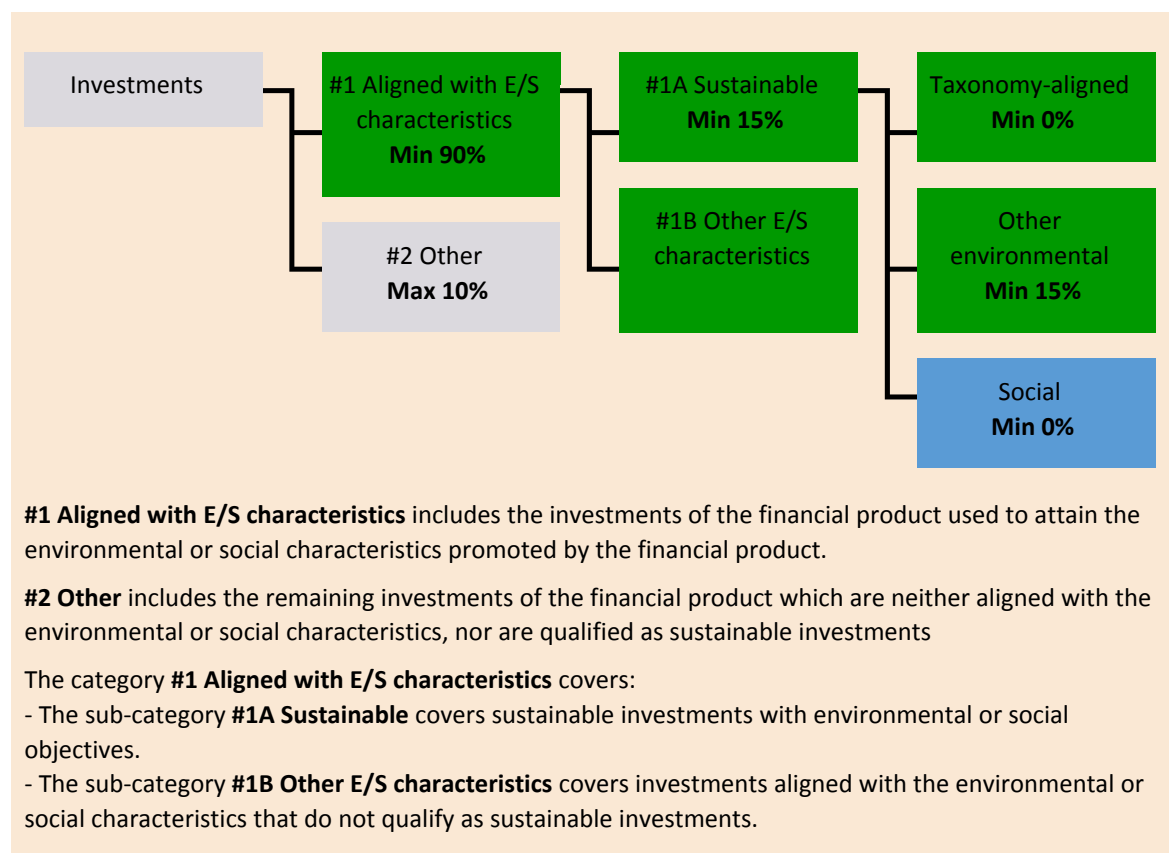 Investments
#1 Aligned with E/S
characteristics
Min 90%
#2 Other
Max 10%
#1A Sustainable
Min 15%
#1B Other E/S
characteristics
Taxonomy-aligned
Min 0%
Other
environmental
Min 15%
Social
Min 0%
#1 Aligned with E/S characteristics includes the investments of the financial product used to attain the
environmental or social characteristics promoted by the financial product.
#2 Other includes the remaining investments of the financial product which are neither aligned with the
environmental or social characteristics, nor are qualified as sustainable investments
The category #1 Aligned with E/S characteristics covers:
- The sub-category #1A Sustainable covers sustainable investments with environmental or social
objectives.
- The sub-category #1B Other E/S characteristics covers investments aligned with the environmental or
social characteristics that do not qualify as sustainable investments.